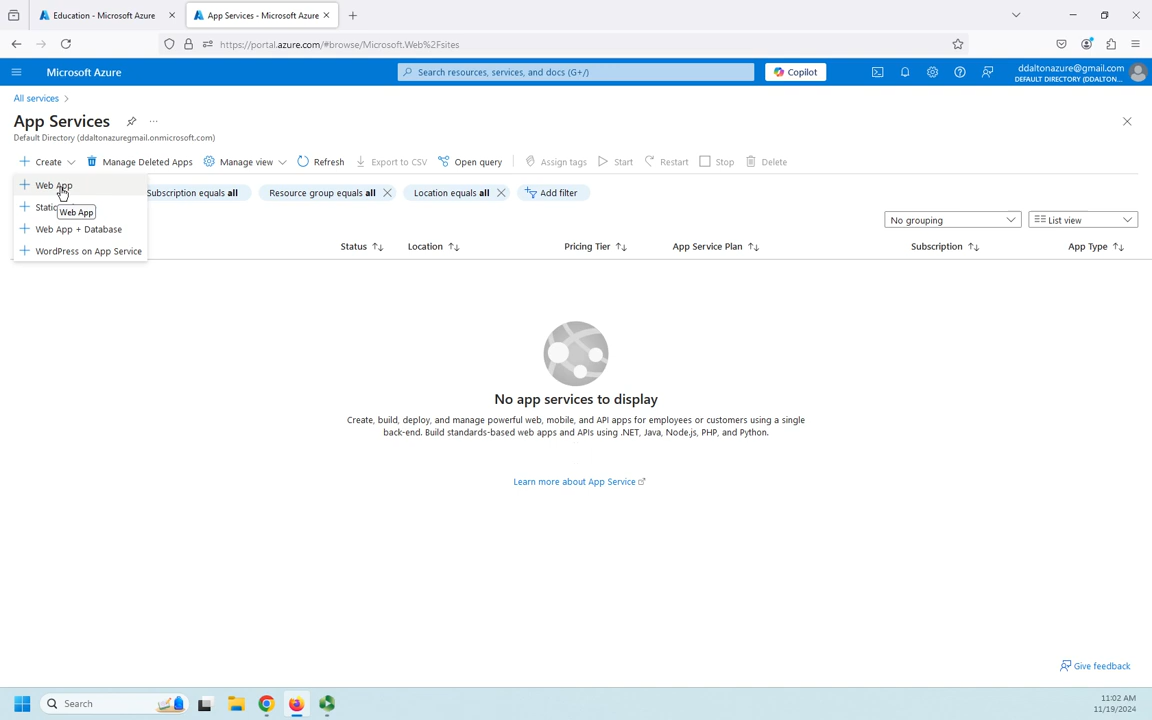 Education - Microsoft Azure
App Services - Microsoft Azure
https://portal.azure.com/#browse/Microsoft.Web%2Fsites
Microsoft Azure
Search resources, services, and docs (G+/)
Copilot
ddaltonazure@gmail.com
DEFAULT DIRECTORY (DDALTON...
All services
App Services
Default Directory (ddaltonazuregmail.onmicrosoft.com)
Create
Manage Deleted Apps
Manage view
Refresh
Export to CSV
Open query
Assign tags
Start
Restart
Stop
Delete
Web App
Static
Web App
Web App + Database
WordPress on App Service
Subscription equals all
Resource group equals all
Location equals all
Add filter
No grouping
List view
Status
Location
Pricing Tier
App Service Plan
Subscription
App Type
No app services to display
Create, build, deploy, and manage powerful web, mobile, and API apps for employees or customers using a single
back-end. Build standards-based web apps and APIs using .NET, Java, Node.js, PHP, and Python.
Learn more about App Service
Give feedback
Search
11:02 AM
11/19/2024